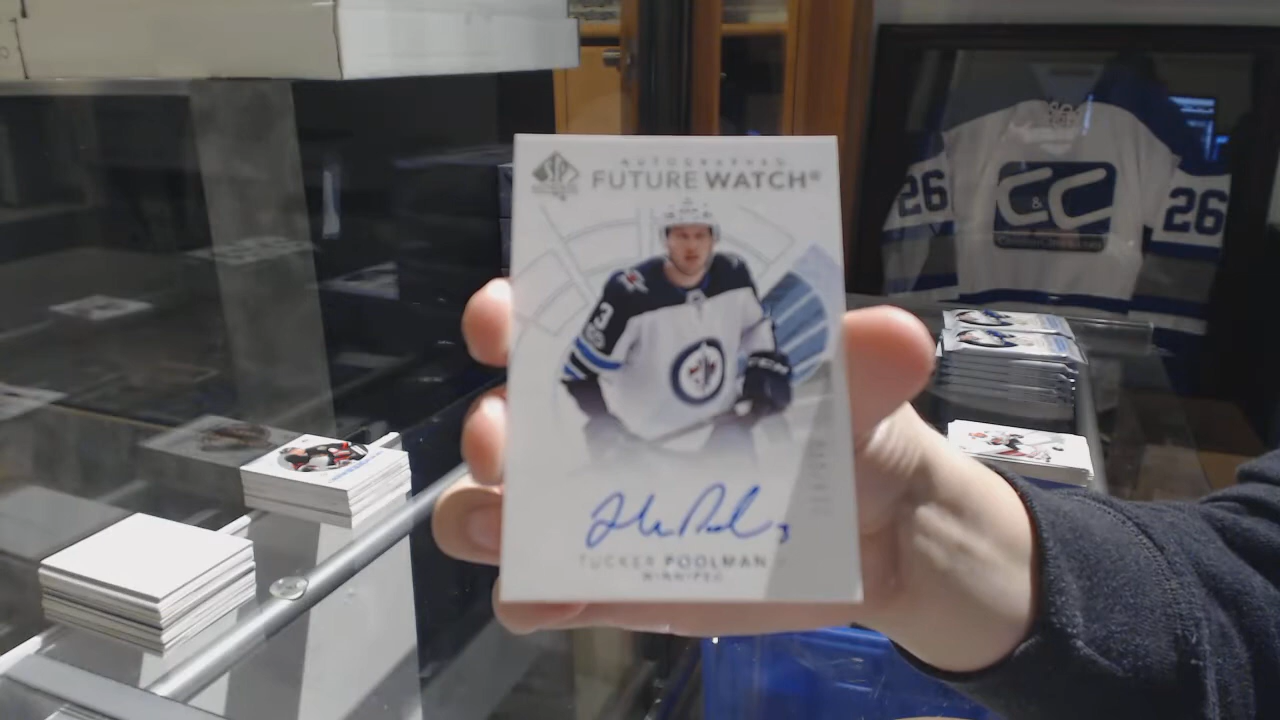 SP
AUTOGRAPHED
FUTURE WATCH®
TUCKER POOLMAN
WINNIPEG
26
C&C
26